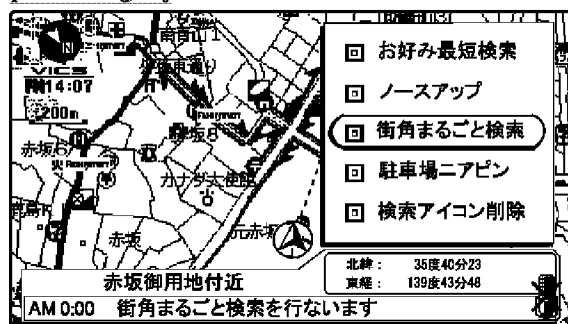 南青山1
VICS
PM14:07
200m
赤坂6
赤坂8
カナダ大使館
赤坂
元赤坂
お好み最短検索
ノースアップ
街角まるごと検索
駐車場ニアピン
検索アイコン削除
北緯： 35度40分23
東経： 139度43分48
赤坂御用地付近
AM 0:00 街角まるごと検索を行ないます